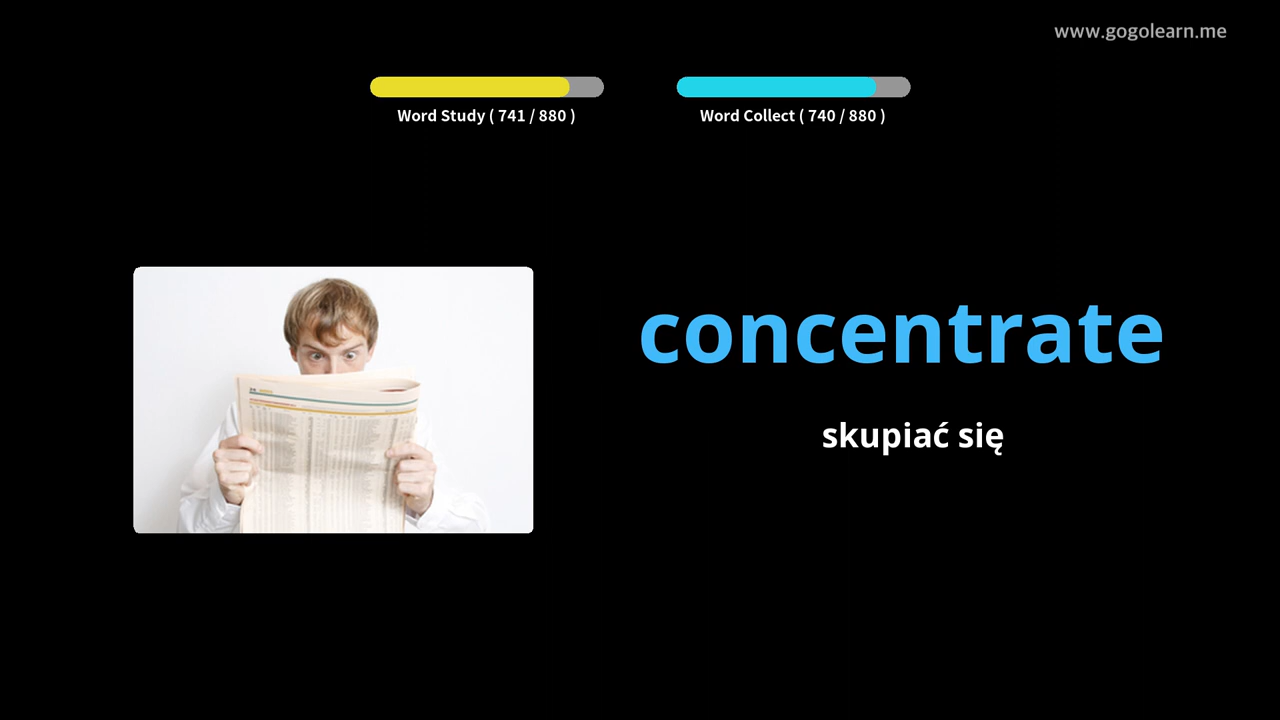 www.gogolearn.me
Word Study ( 741 / 880 )
Word Collect ( 740 / 880 )
concentrate
skupiać się